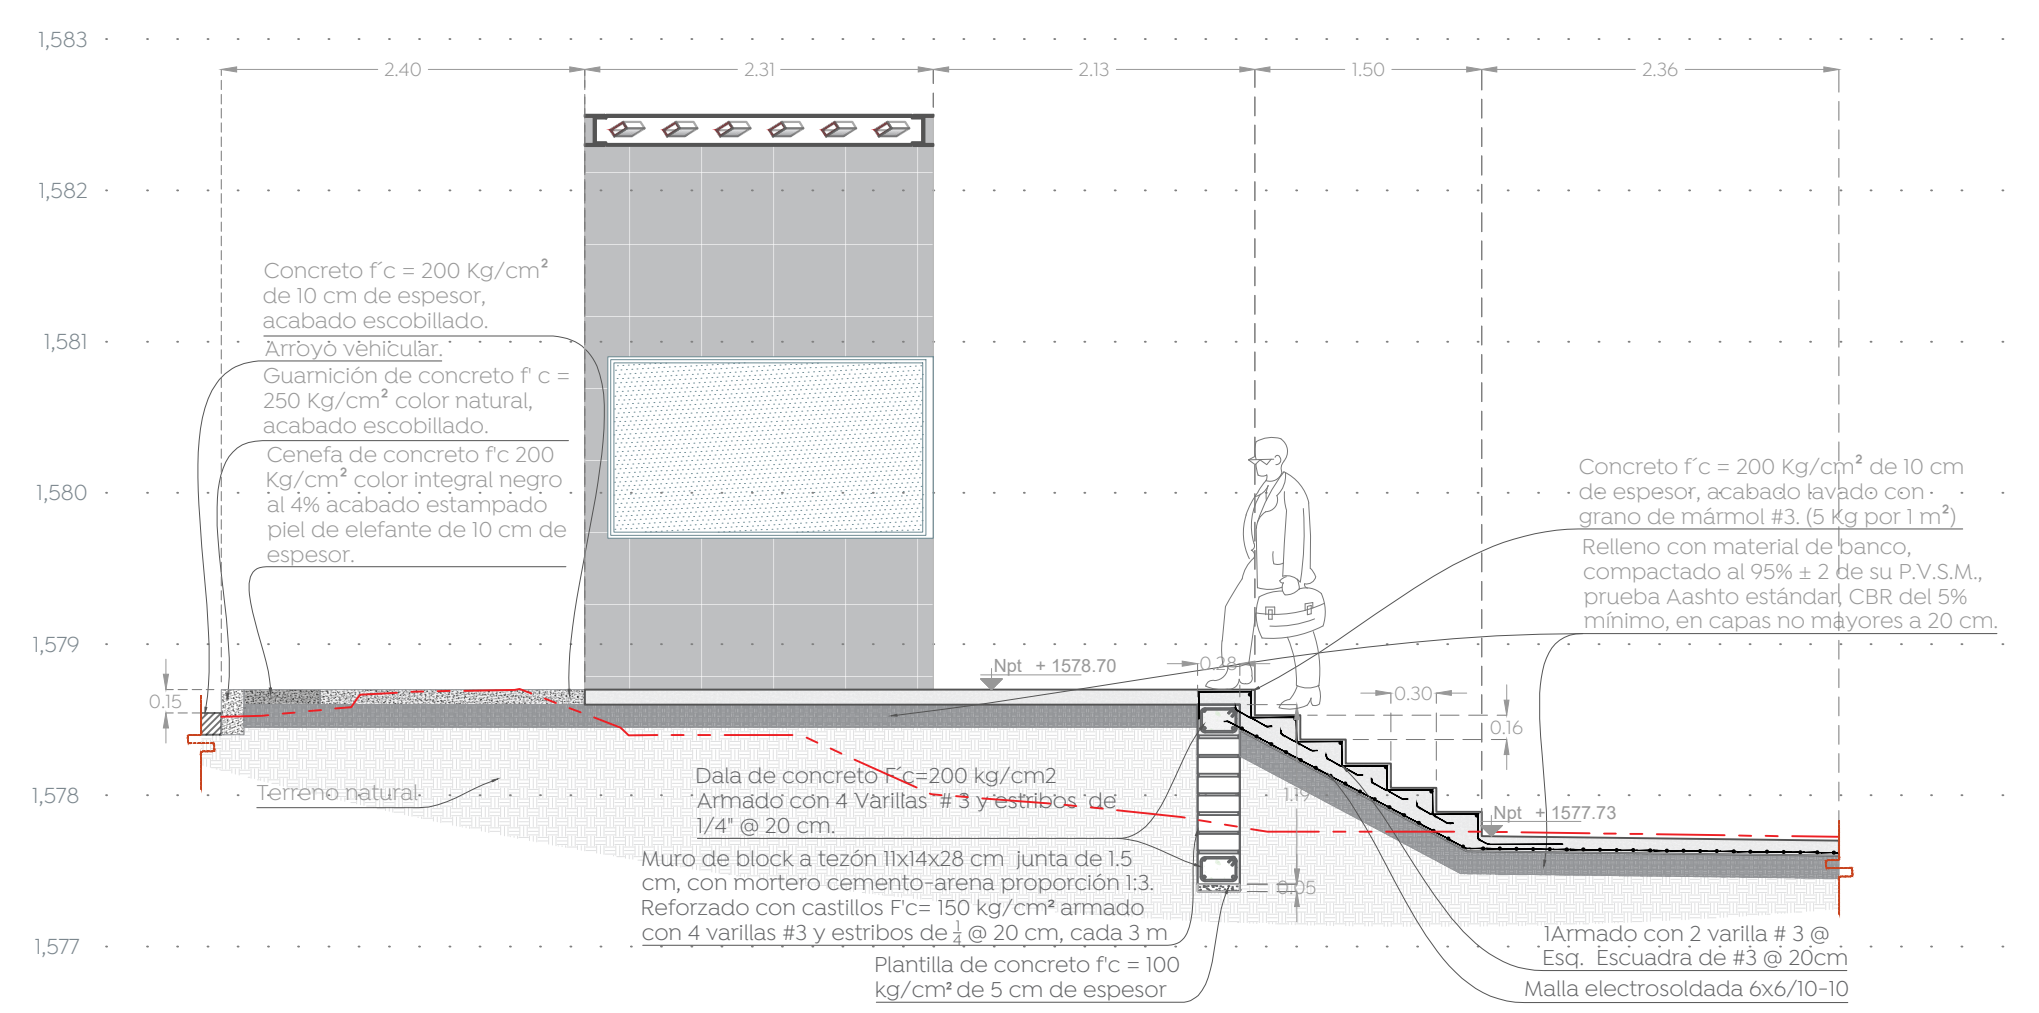 1,583
2.40
2.31
2.13
1.50
2.36
1,582
Concreto f´c = 200 Kg/cm²
de 10 cm de espesor,
acabado escobillado.
1,581
Arroyo vehicular.
Guarnición de concreto f' c =
250 Kg/cm² color natural,
acabado escobillado.
Cenefa de concreto f'c 200
Kg/cm² color integral negro
al 4% acabado estampado
piel de elefante de 10 cm de
espesor.
1,580
Concreto f´c = 200 Kg/cm² de 10 cm
de espesor, acabado lavado con
grano de mármol #3. (5 Kg por 1 m²)
Relleno con material de banco,
compactado al 95% ± 2 de su P.V.S.M.,
prueba Aashto estándar, CBR del 5%
mínimo, en capas no mayores a 20 cm.
1,579
Npt + 1578.70
0.28
0.15
0.30
0.16
Terreno natural
1,578
Dala de concreto F´c=200 kg/cm2
Armado con 4 Varillas # 3 y estribos de
1/4" @ 20 cm.
1.19
Npt + 1577.73
Muro de block a tezón 11x14x28 cm junta de 1.5
cm, con mortero cemento-arena proporción 1:3.
Reforzado con castillos F'c= 150 kg/cm² armado
con 4 varillas #3 y estribos de ¼ @ 20 cm, cada 3 m
0.05
1,577
Plantilla de concreto f'c = 100
kg/cm² de 5 cm de espesor
1Armado con 2 varilla # 3 @
Esq. Escuadra de #3 @ 20cm
Malla electrosoldada 6x6/10-10